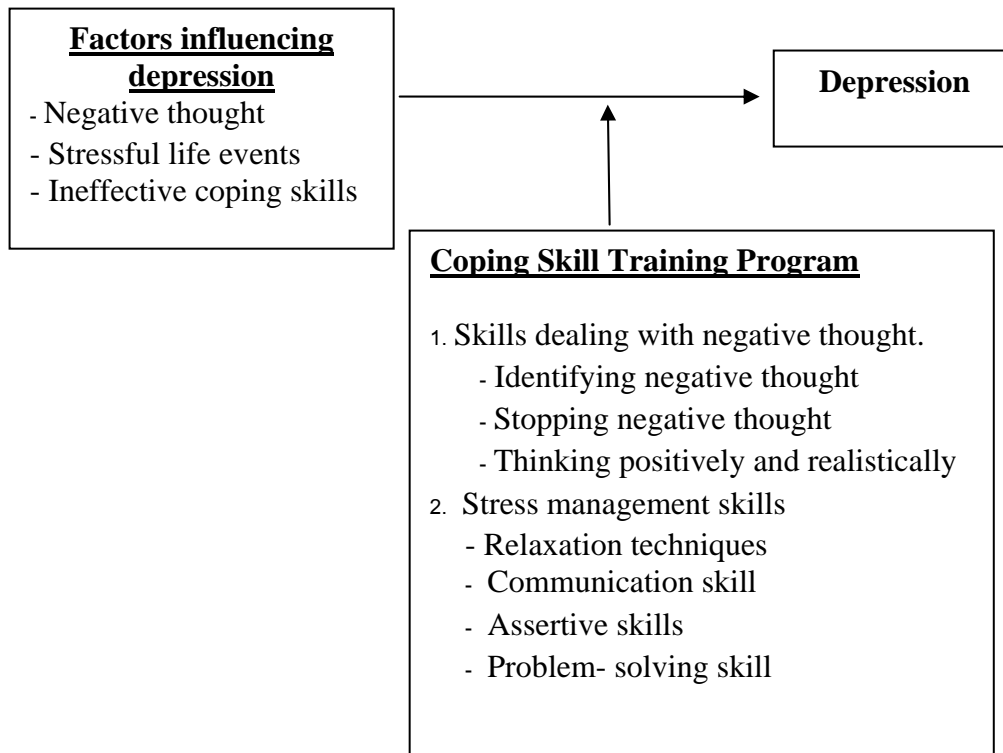 Factors influencing
depression
- Negative thought
- Stressful life events
- Ineffective coping skills
Depression
Coping Skill Training Program
1. Skills dealing with negative thought.
- Identifying negative thought
- Stopping negative thought
- Thinking positively and realistically
2. Stress management skills
- Relaxation techniques
- Communication skill
- Assertive skills
- Problem- solving skill